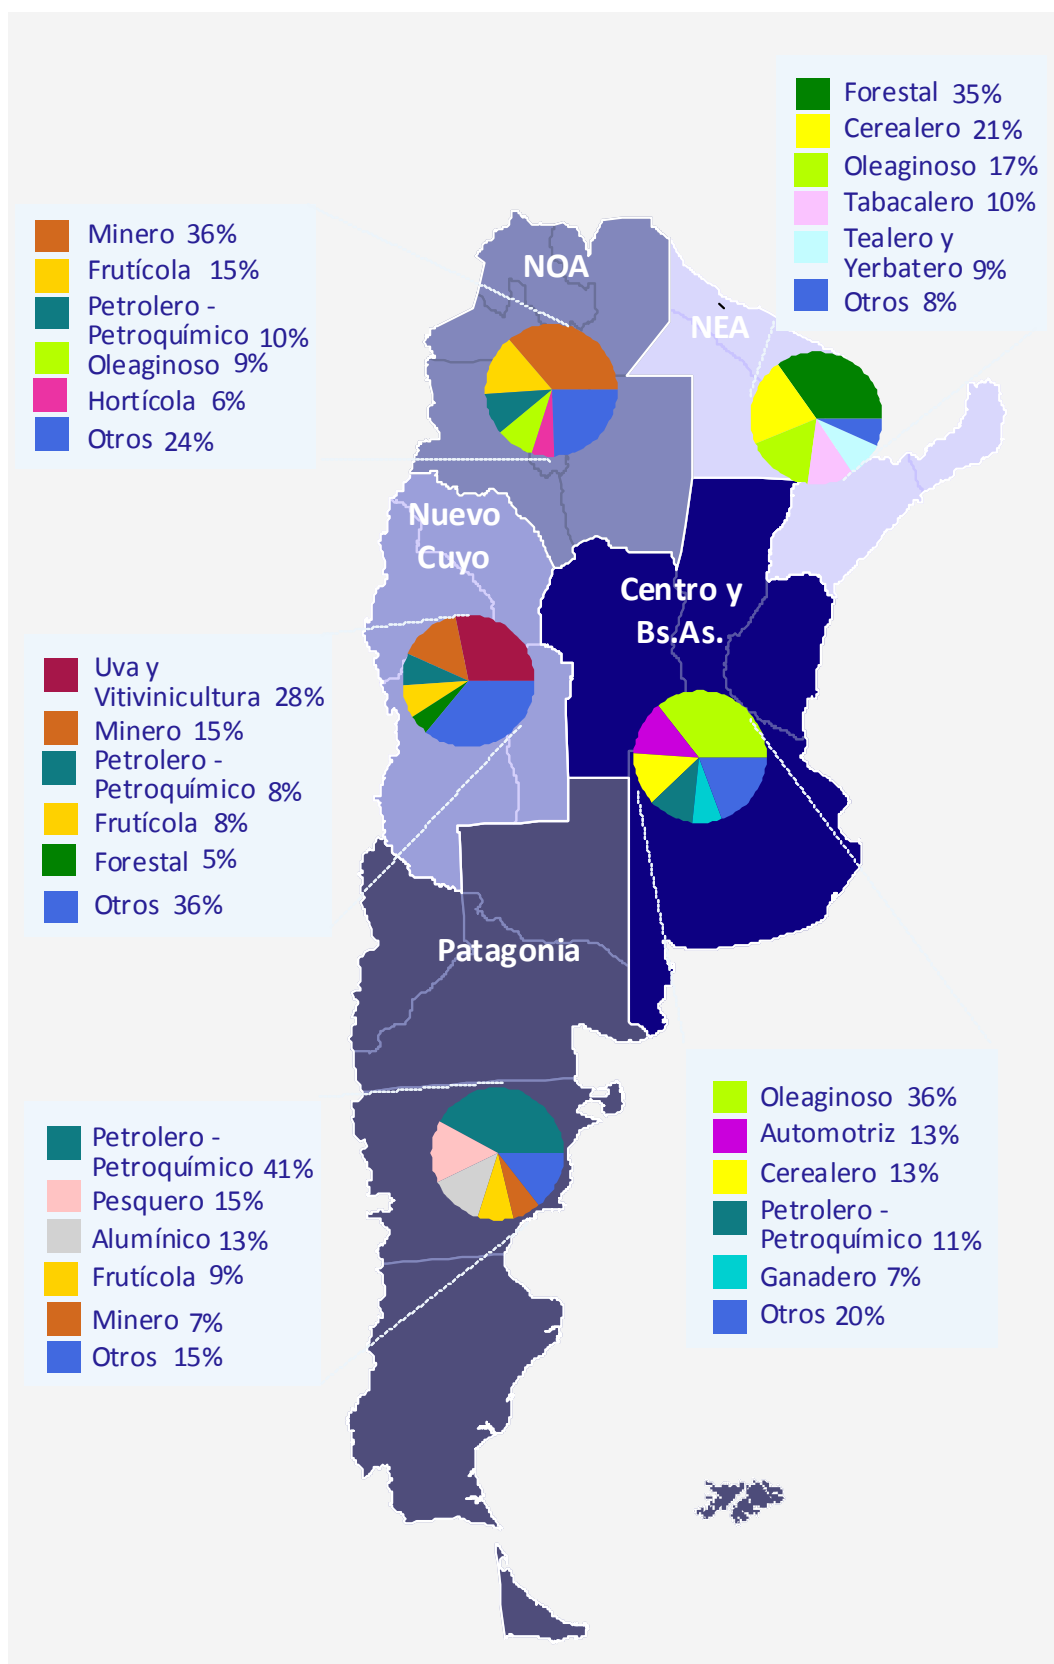 Forestal 35%
Cerealero 21%
Oleaginoso 17%
Tabacalero 10%
Tealero y
Yerbatero 9%
Otros 8%
Minero 36%
Frutícola 15%
Petrolero -
Petroquímico 10%
Oleaginoso 9%
Hortícola 6%
Otros 24%
NOA
NEA
Nuevo
Cuyo
Centro y
Bs.As.
Uva y
Vitivinicultura 28%
Minero 15%
Petrolero -
Petroquímico 8%
Frutícola 8%
Forestal 5%
Otros 36%
Patagonia
Petrolero -
Petroquímico 41%
Pesquero 15%
Alumínico 13%
Frutícola 9%
Minero 7%
Otros 15%
Oleaginoso 36%
Automotriz 13%
Cerealero 13%
Petrolero -
Petroquímico 11%
Ganadero 7%
Otros 20%